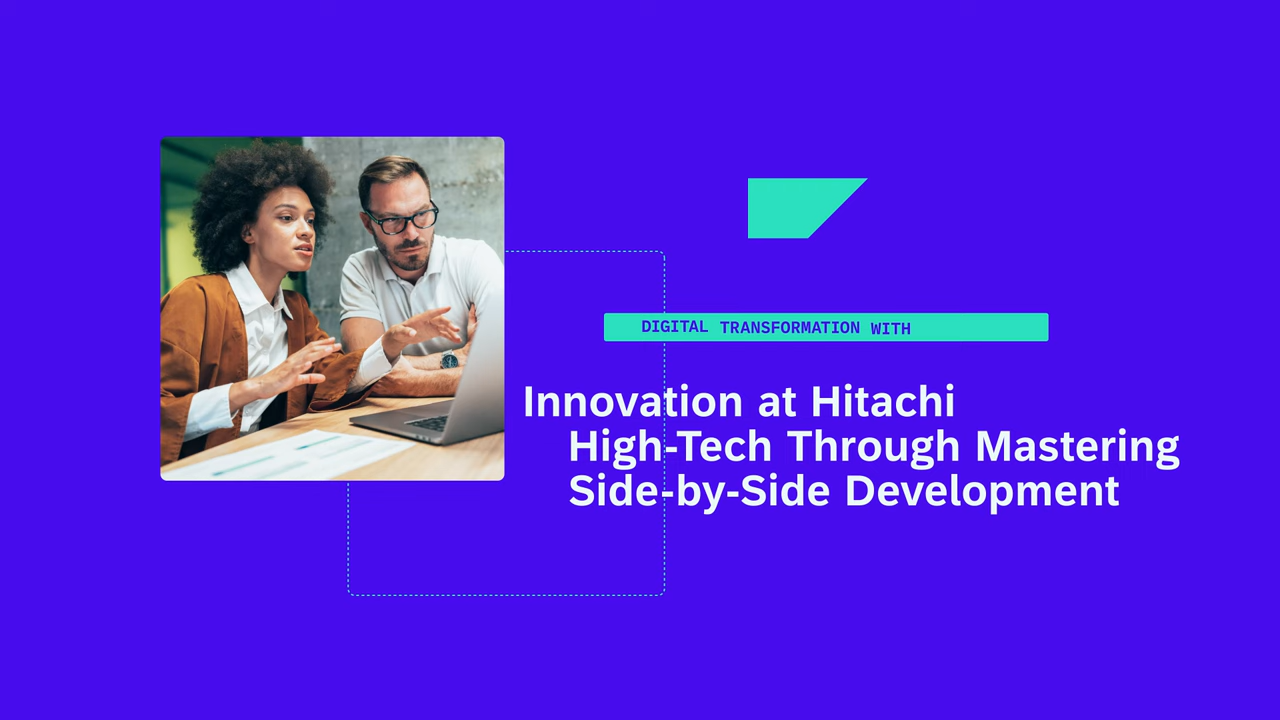 DIGITAL TRANSFORMATION WITH
Innovation at Hitachi
High-Tech Through Mastering
Side-by-Side Development